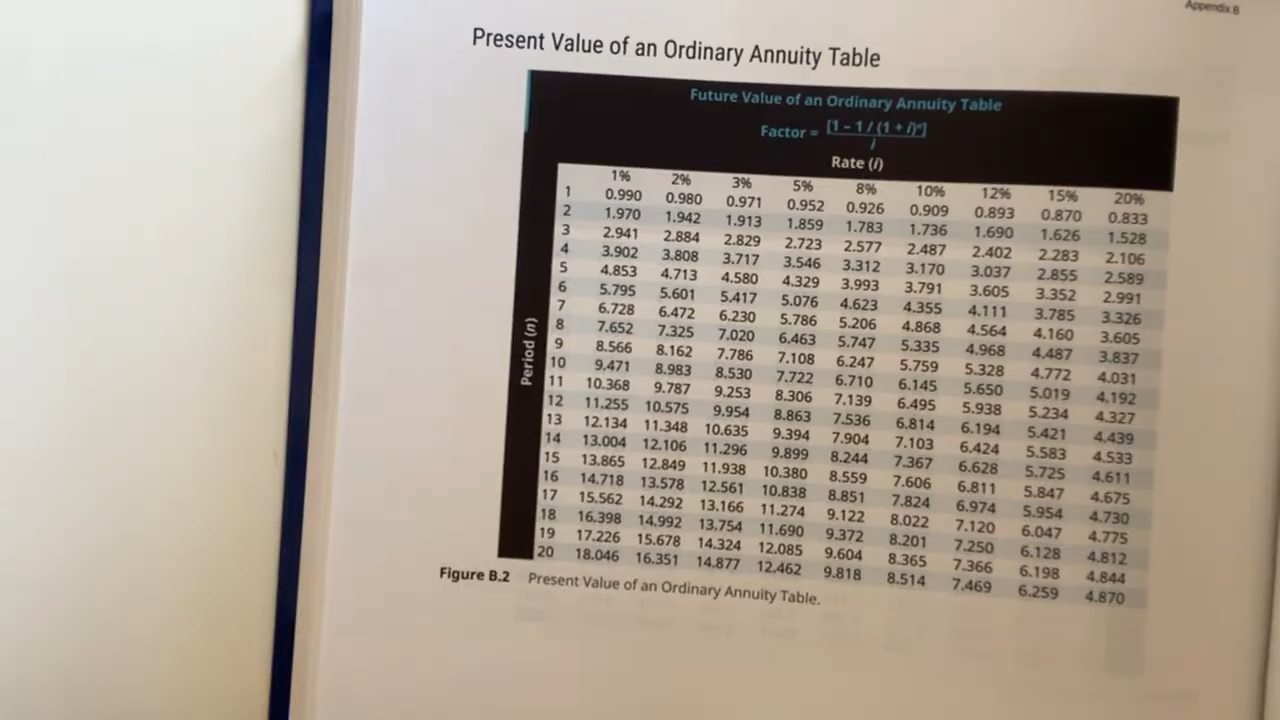 Appendix B
Present Value of an Ordinary Annuity Table
Future Value of an Ordinary Annuity Table
Factor = [1 – 1 / (1 + i)ⁿ]
i
Rate (i)
Period (n)
1% 2% 3% 5% 8% 10% 12% 15% 20%
1 0.990 0.980 0.971 0.952 0.926 0.909 0.893 0.870 0.833
2 1.970 1.942 1.913 1.859 1.783 1.736 1.690 1.626 1.528
3 2.941 2.884 2.829 2.723 2.577 2.487 2.402 2.283 2.106
4 3.902 3.808 3.717 3.546 3.312 3.170 3.037 2.855 2.589
5 4.853 4.713 4.580 4.329 3.993 3.791 3.605 3.352 2.991
6 5.795 5.601 5.417 5.076 4.623 4.355 4.111 3.785 3.326
7 6.728 6.472 6.230 5.786 5.206 4.868 4.564 4.160 3.605
8 7.652 7.325 7.020 6.463 5.747 5.335 4.968 4.487 3.837
9 8.566 8.162 7.786 7.108 6.247 5.759 5.328 4.772 4.031
10 9.471 8.983 8.530 7.722 6.710 6.145 5.650 5.019 4.192
11 10.368 9.787 9.253 8.306 7.139 6.495 5.938 5.234 4.327
12 11.255 10.575 9.954 8.863 7.536 6.814 6.194 5.421 4.439
13 12.134 11.348 10.635 9.394 7.904 7.103 6.424 5.583 4.533
14 13.004 12.106 11.296 9.899 8.244 7.367 6.628 5.725 4.611
15 13.865 12.849 11.938 10.380 8.559 7.606 6.811 5.847 4.675
16 14.718 13.578 12.561 10.838 8.851 7.824 6.974 5.954 4.730
17 15.562 14.292 13.166 11.274 9.122 8.022 7.120 6.047 4.775
18 16.398 14.992 13.754 11.690 9.372 8.201 7.250 6.128 4.812
19 17.226 15.678 14.324 12.085 9.604 8.365 7.366 6.198 4.844
20 18.046 16.351 14.877 12.462 9.818 8.514 7.469 6.259 4.870
Figure B.2 Present Value of an Ordinary Annuity Table.